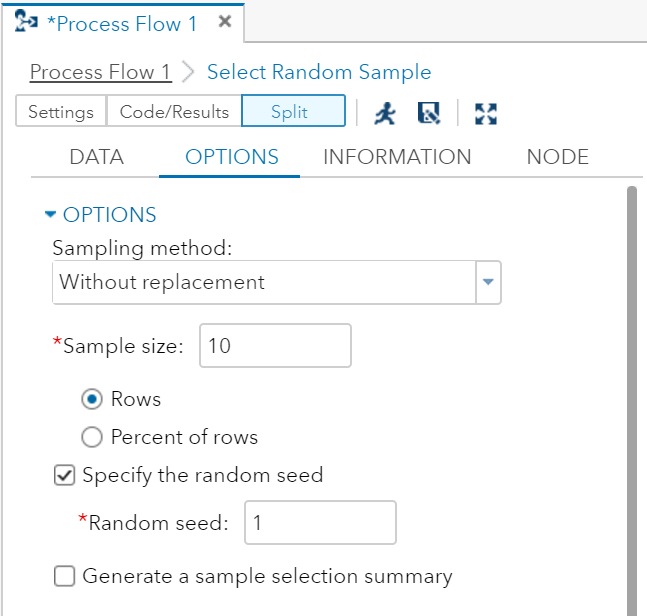 *Process Flow 1 ×
Process Flow 1 > Select Random Sample
Settings Code/Results Split
DATA OPTIONS INFORMATION NODE
OPTIONS
Sampling method:
Without replacement
*Sample size: 10
Rows
Percent of rows
Specify the random seed
*Random seed: 1
Generate a sample selection summary